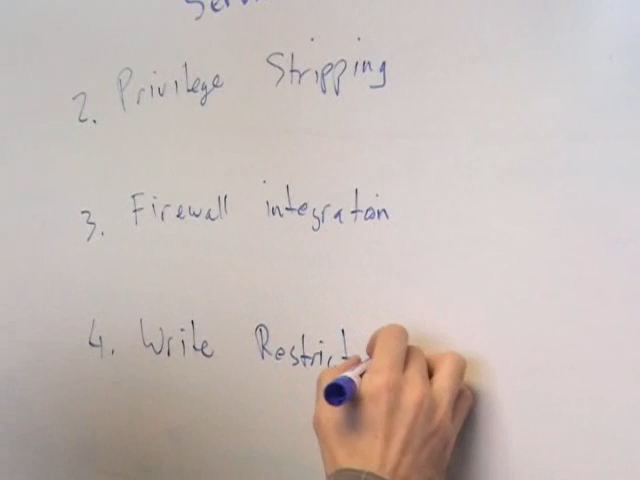 2. Privilege Stripping
3. Firewall integration
4. Write Restrict